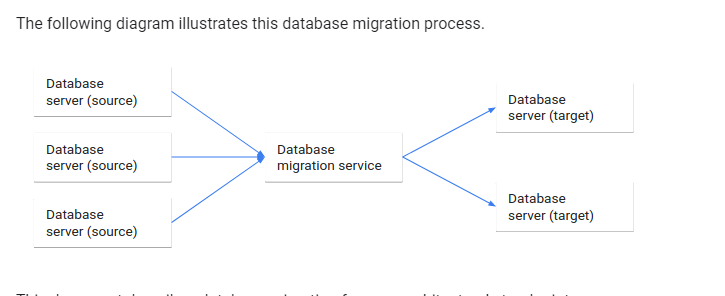 The following diagram illustrates this database migration process.
Database
server (source)
Database
server (source)
Database
server (source)
Database
migration service
Database
server (target)
Database
server (target)